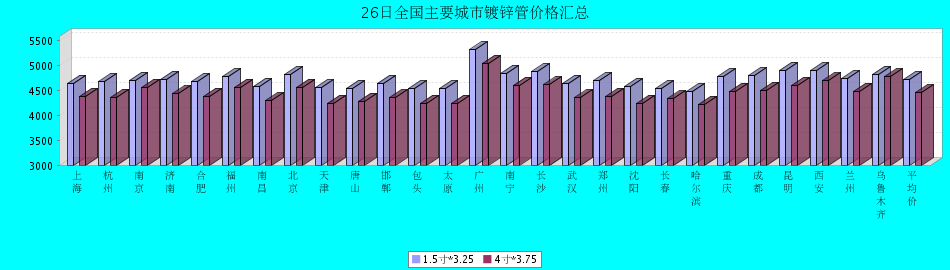 26日全国主要城市镀锌管价格汇总
5500
5000
4500
4000
3500
3000
上海 杭州 南京 济南 合肥 福州 南昌 北京 天津 唐山 邯郸 包头 太原 广州 南宁 长沙 武汉 郑州 沈阳 长春 哈尔滨 重庆 成都 昆明 西安 兰州 乌鲁木齐 平均价
1.5寸*3.25 4寸*3.75